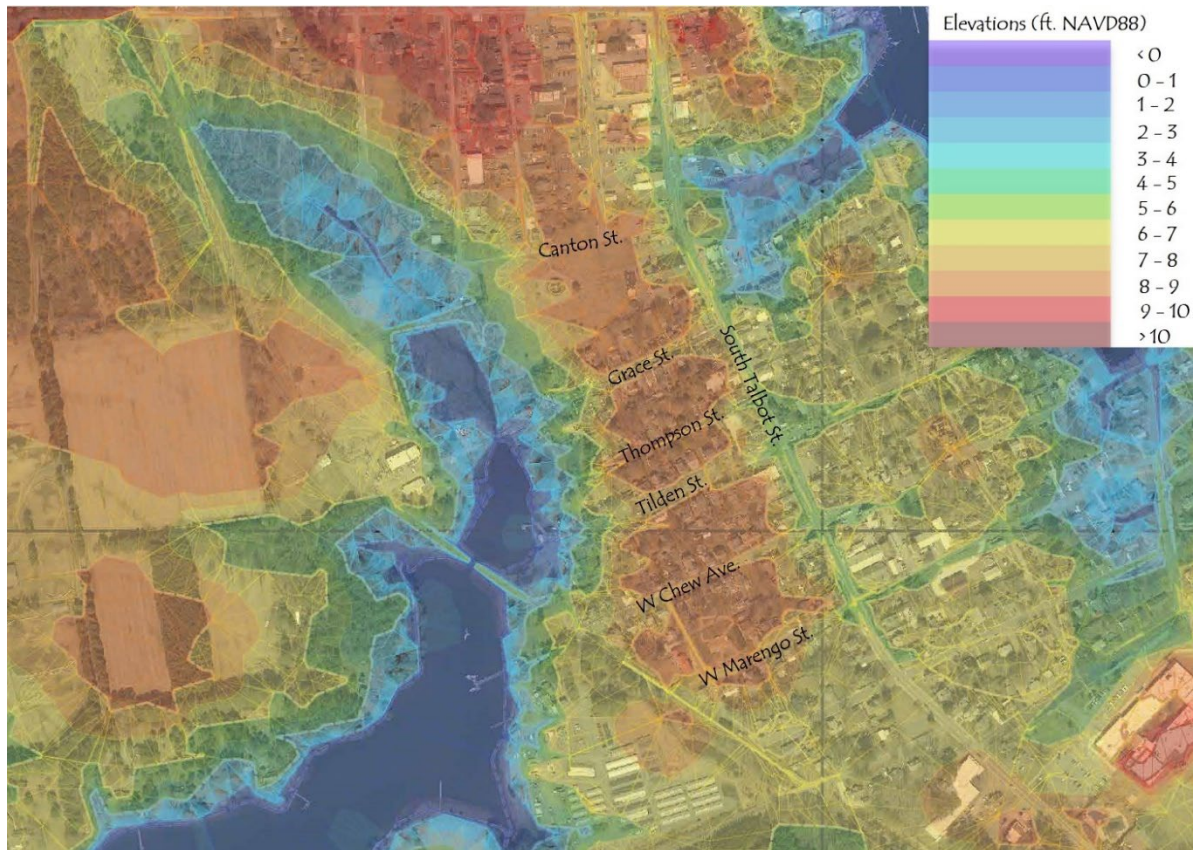 Elevations (ft. NAVD88)
< 0
0 - 1
1 - 2
2 - 3
3 - 4
4 - 5
5 - 6
6 - 7
7 - 8
8 - 9
9 - 10
> 10
Canton St.
South Talbot St.
Grace St.
Thompson St.
Tilden St.
W Chew Ave.
W Marengo St.